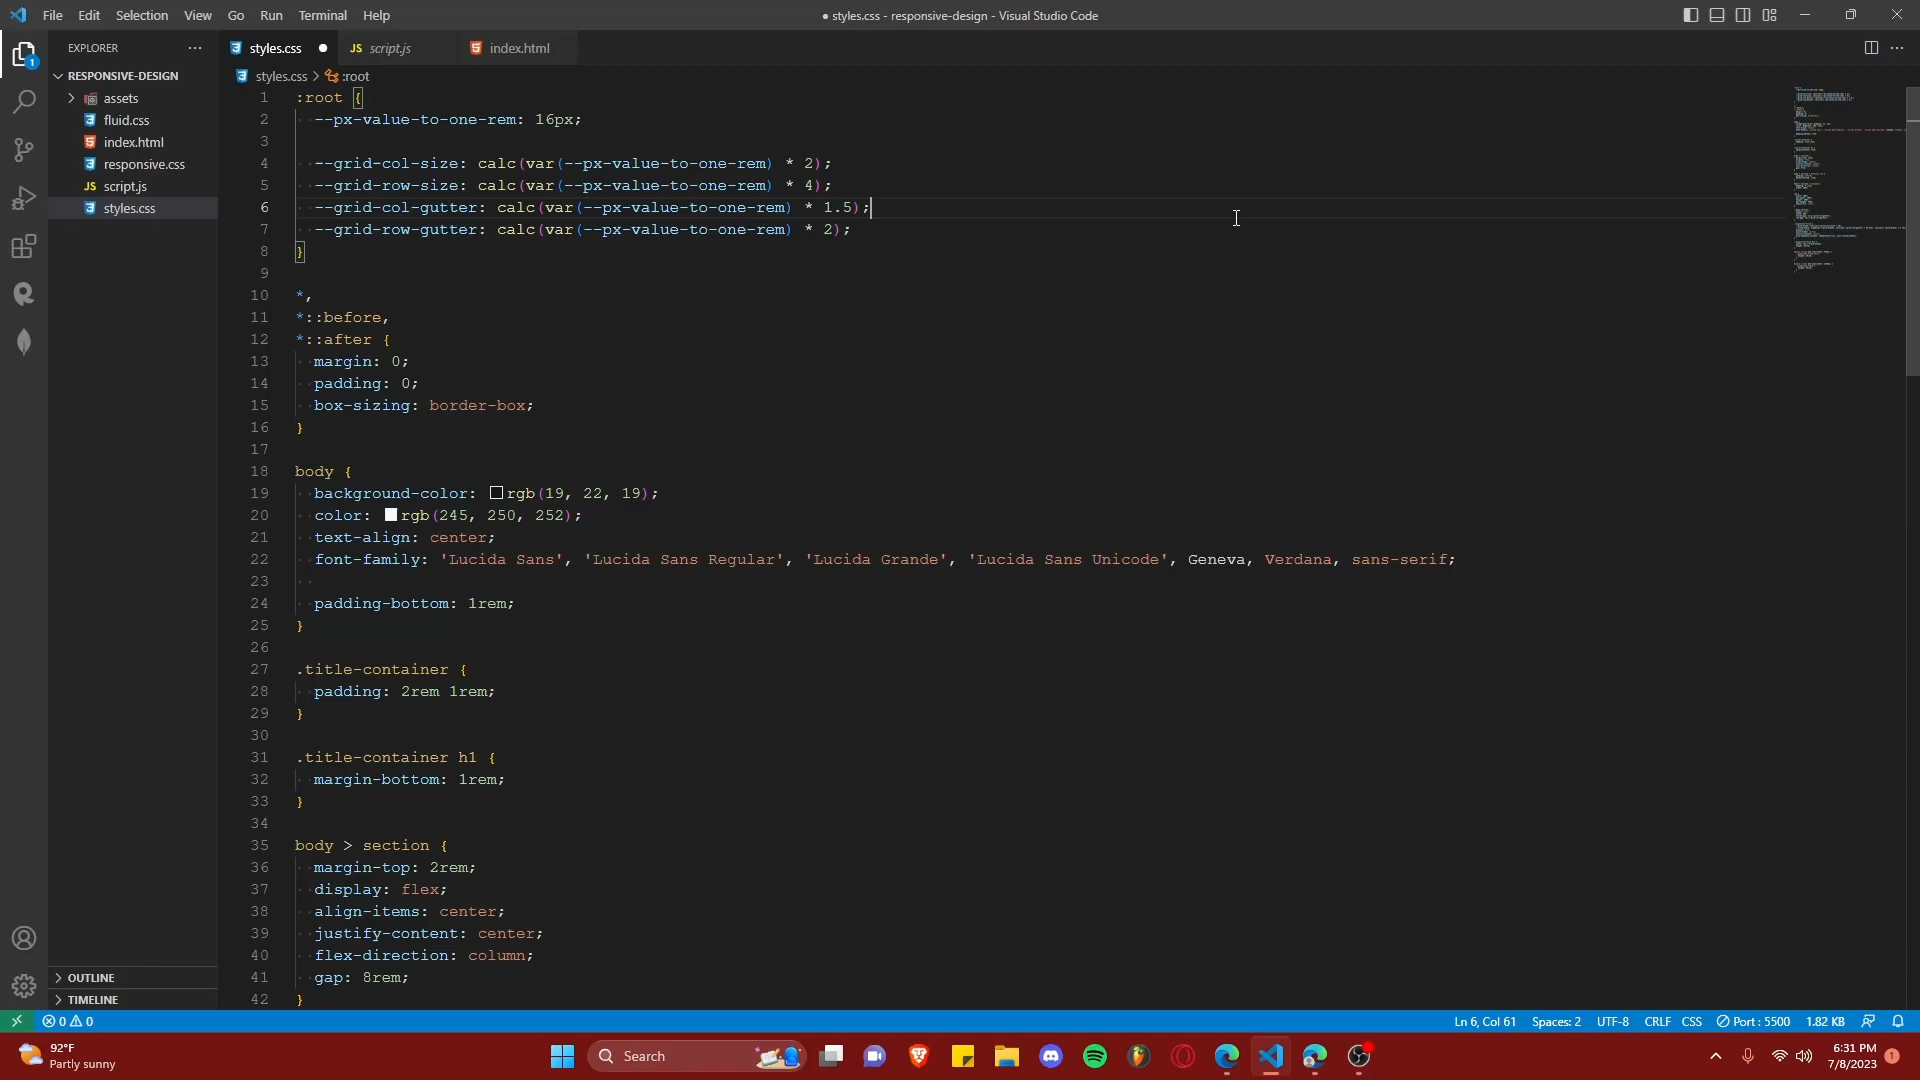 File Edit Selection View Go Run Terminal Help
● styles.css - responsive-design - Visual Studio Code
EXPLORER
RESPONSIVE-DESIGN
assets
fluid.css
index.html
responsive.css
script.js
styles.css
OUTLINE
TIMELINE
1
styles.css ● JS script.js index.html
styles.css > :root
1 :root {
2 --px-value-to-one-rem: 16px;
3
4 --grid-col-size: calc(var(--px-value-to-one-rem) * 2);
5 --grid-row-size: calc(var(--px-value-to-one-rem) * 4);
6 --grid-col-gutter: calc(var(--px-value-to-one-rem) * 1.5);
7 --grid-row-gutter: calc(var(--px-value-to-one-rem) * 2);
8 }
9
10 *,
11 *::before,
12 *::after {
13 margin: 0;
14 padding: 0;
15 box-sizing: border-box;
16 }
17
18 body {
19 background-color: rgb(19, 22, 19);
20 color: rgb(245, 250, 252);
21 text-align: center;
22 font-family: 'Lucida Sans', 'Lucida Sans Regular', 'Lucida Grande', 'Lucida Sans Unicode', Geneva, Verdana, sans-serif;
23
24 padding-bottom: 1rem;
25 }
26
27 .title-container {
28 padding: 2rem 1rem;
29 }
30
31 .title-container h1 {
32 margin-bottom: 1rem;
33 }
34
35 body > section {
36 margin-top: 2rem;
37 display: flex;
38 align-items: center;
39 justify-content: center;
40 flex-direction: column;
41 gap: 8rem;
42 }
0 0 Ln 6, Col 61 Spaces: 2 UTF-8 CRLF CSS Port : 5500 1.82 KB
92°F
Partly sunny
Search
6:31 PM
7/8/2023
1